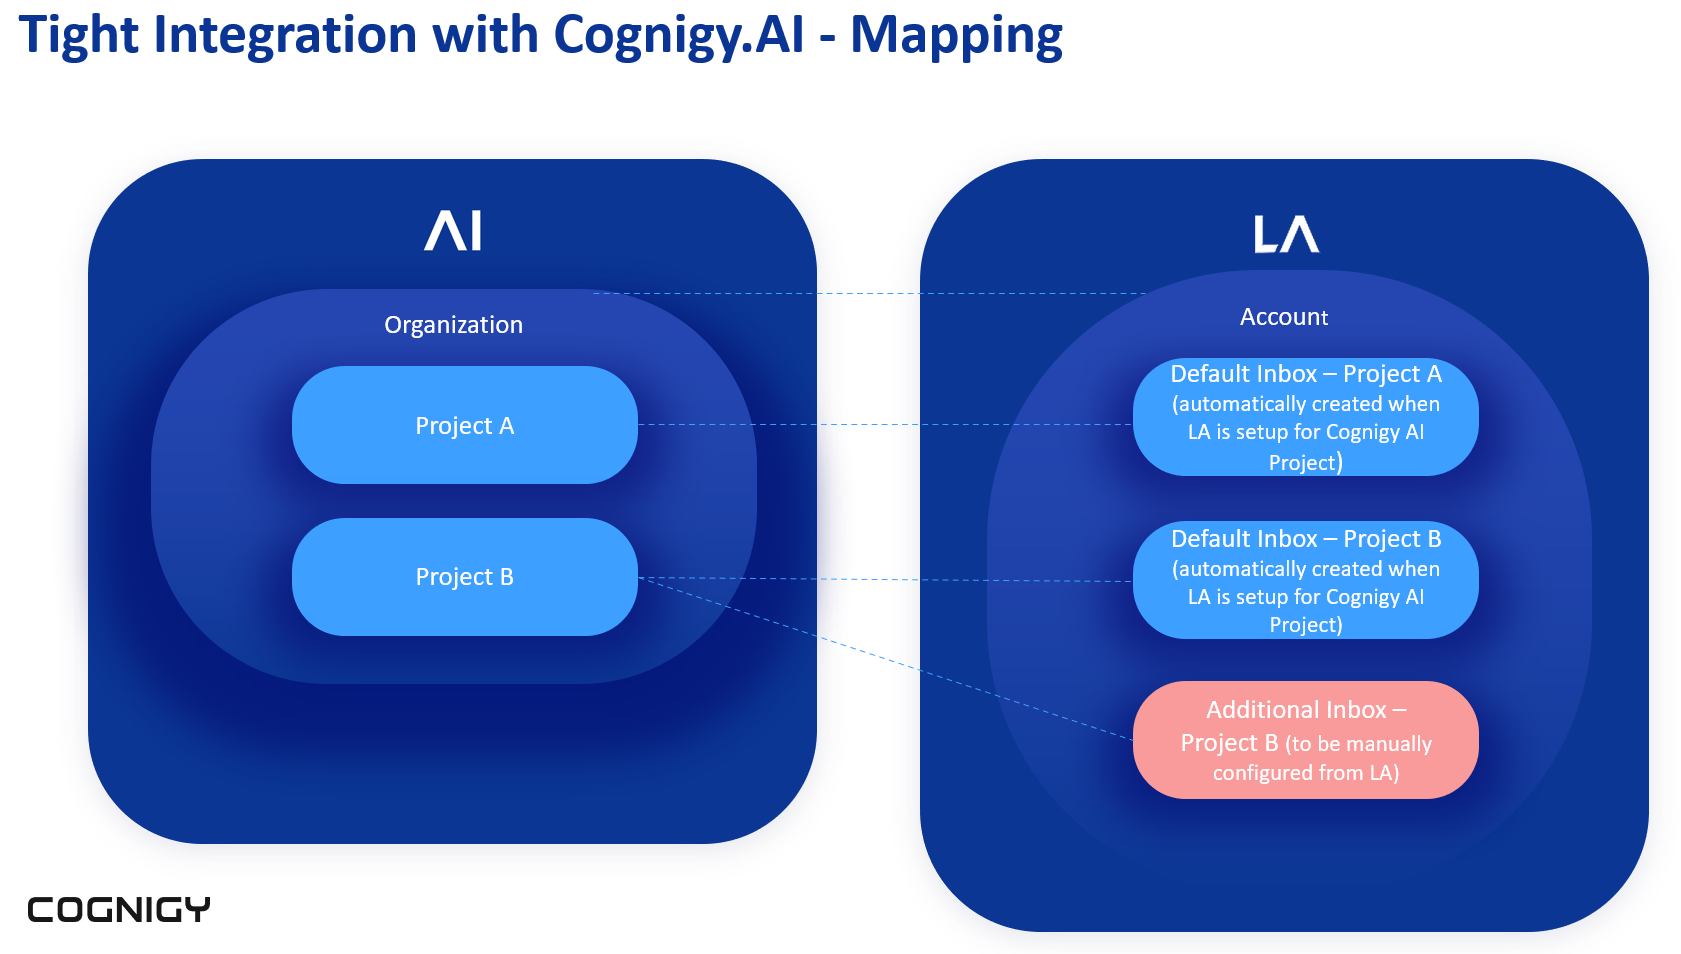 Tight Integration with Cognigy.AI - Mapping
AI
Organization
Project A
Project B
LA
Account
Default Inbox – Project A
(automatically created when
LA is setup for Cognigy AI
Project)
Default Inbox – Project B
(automatically created when
LA is setup for Cognigy AI
Project)
Additional Inbox –
Project B (to be manually
configured from LA)
COGNIGY